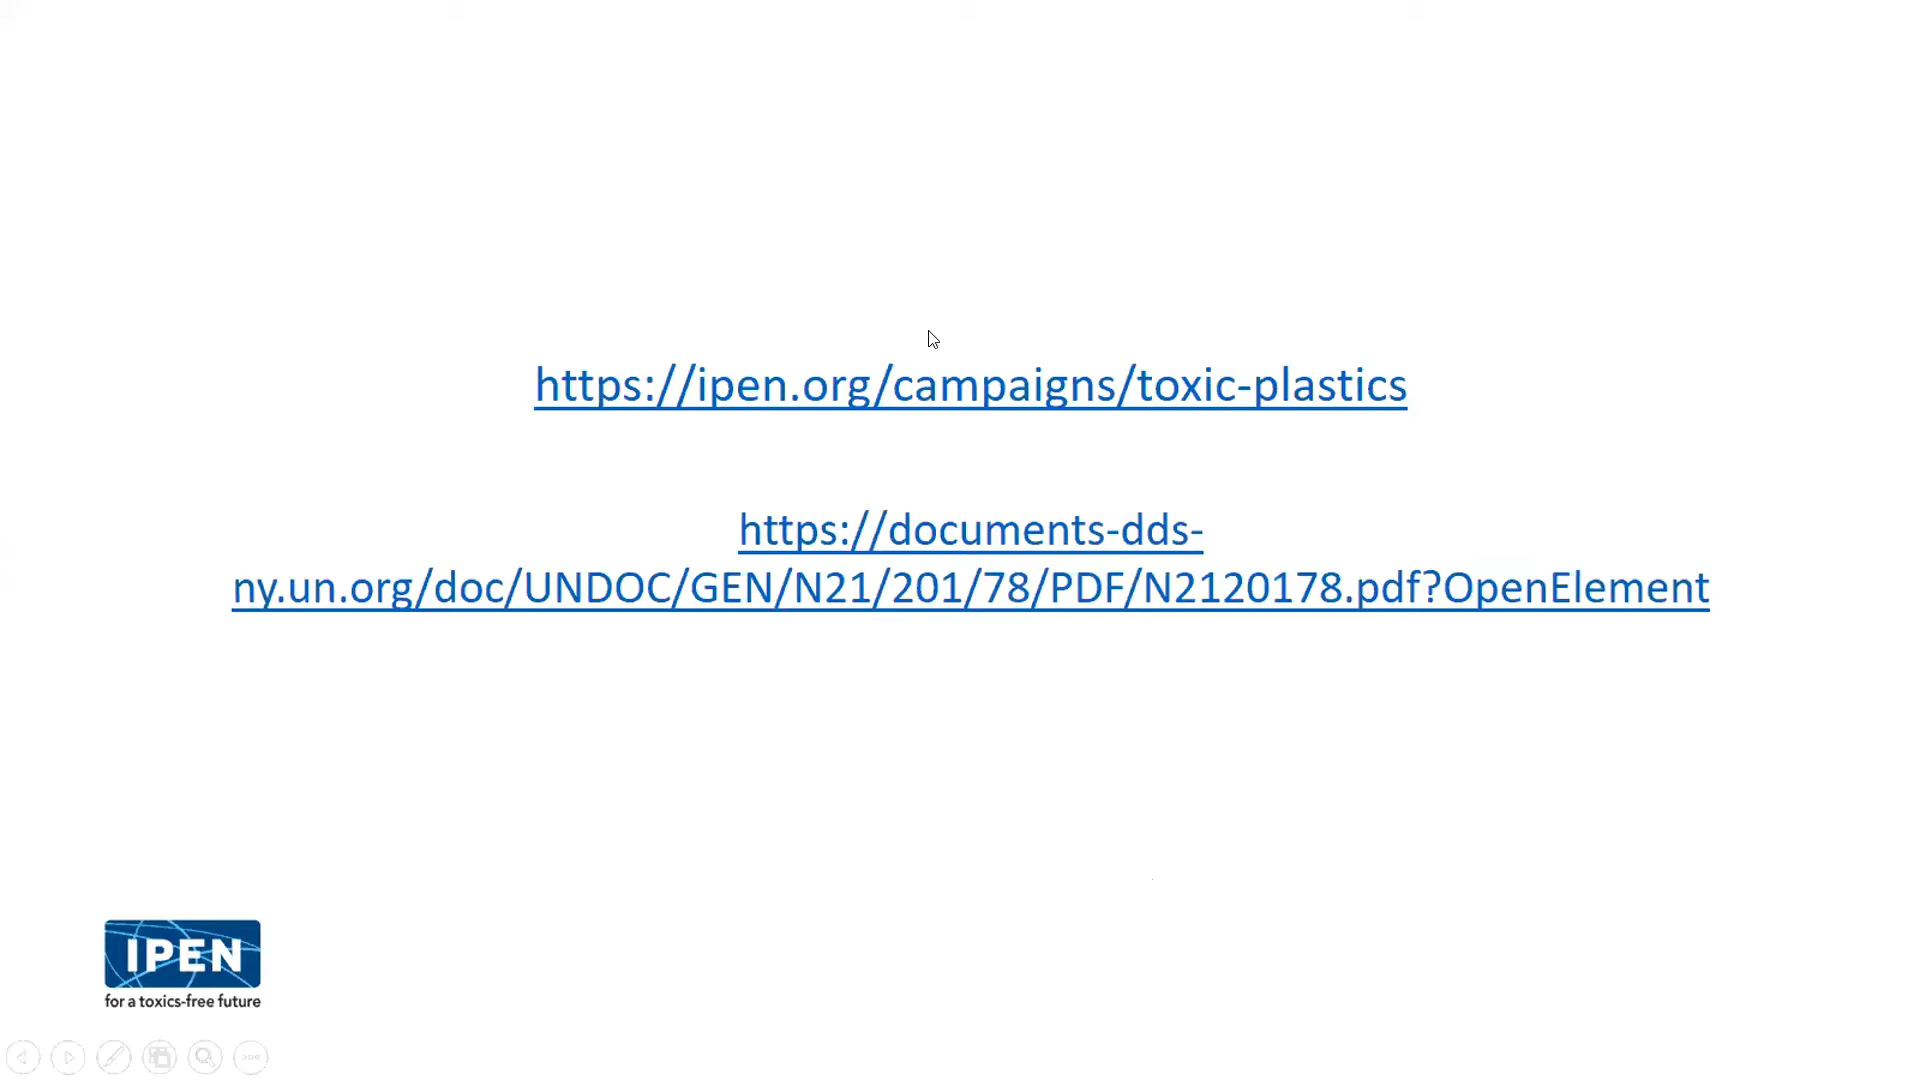 https://ipen.org/campaigns/toxic-plastics
https://documents-dds-
ny.un.org/doc/UNDOC/GEN/N21/201/78/PDF/N2120178.pdf?OpenElement
IPEN
for a toxics-free future